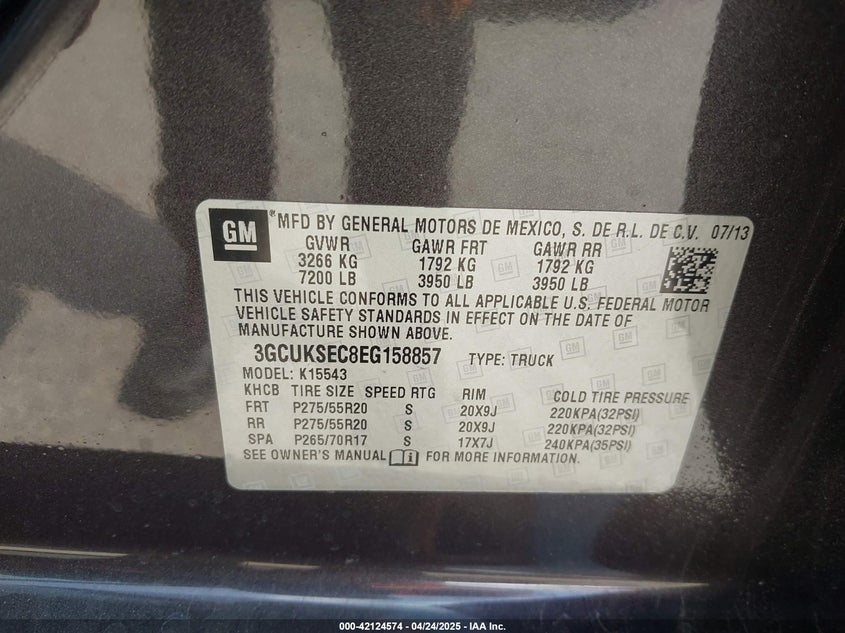 GM ® MFD BY GENERAL MOTORS DE MEXICO, S. DE R.L. DE C.V. 07/13
GVWR GAWR FRT GAWR RR
3266 KG 1792 KG 1792 KG
7200 LB 3950 LB 3950 LB
THIS VEHICLE CONFORMS TO ALL APPLICABLE U.S. FEDERAL MOTOR
VEHICLE SAFETY STANDARDS IN EFFECT ON THE DATE OF
MANUFACTURE SHOWN ABOVE.
3GCUKSEC8EG158857 TYPE: TRUCK
MODEL: K15543
KHCB TIRE SIZE SPEED RTG RIM COLD TIRE PRESSURE
FRT P275/55R20 S 20X9J 220KPA(32PSI)
RR P275/55R20 S 20X9J 220KPA(32PSI)
SPA P265/70R17 S 17X7J 240KPA(35PSI)
SEE OWNER'S MANUAL i FOR MORE INFORMATION.
000-42124574 - 04/24/2025 - IAA Inc.